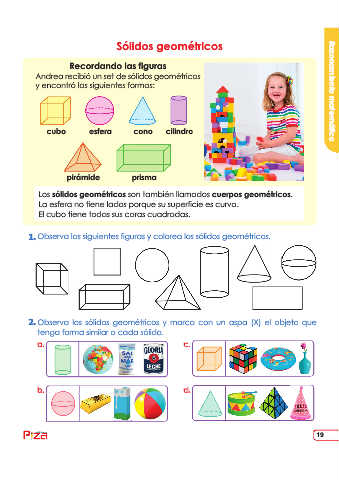 Sólidos geométricos
Razonamiento matemático
Recordando las figuras
Andrea recibió un set de sólidos geométricos
y encontró las siguientes formas:
cubo
esfera
cono
cilindro
pirámide
prisma
Los sólidos geométricos son también llamados cuerpos geométricos.
La esfera no tiene lados porque su superficie es curva.
El cubo tiene todas sus caras cuadradas.
1. Observa las siguientes figuras y colorea los sólidos geométricos.
2. Observa los sólidos geométricos y marca con un aspa (X) el objeto que
tenga forma similar a cada sólido.
a.
SAL
GLORIA
LECHE
c.
b.
d.
19